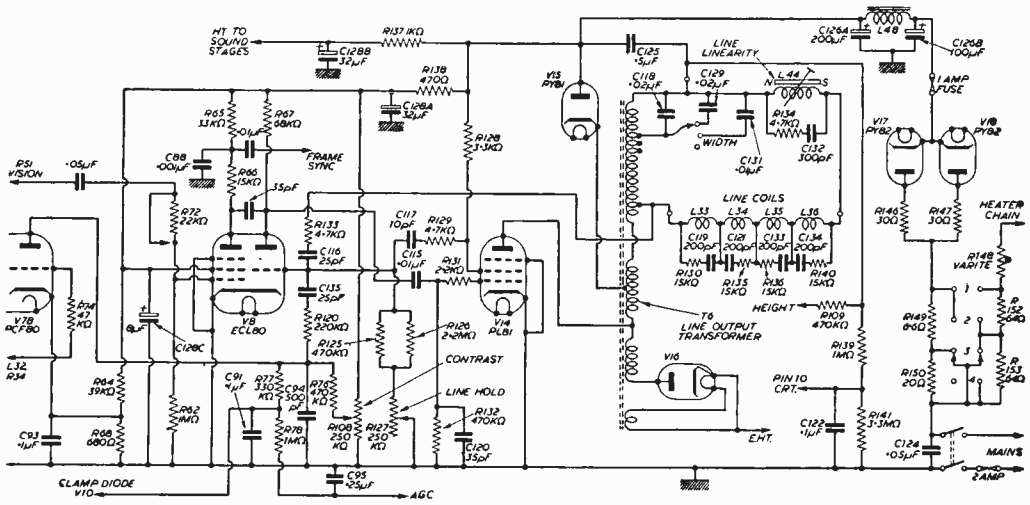 HT TO
SOUND
STAGES
R137 1KΩ
C128B
32µF
R138
470Ω
C128A
32µF
R65
33KΩ
R67
68KΩ
·01µF
C88
·001µF
FRAME
SYNC
R66
15KΩ
35pF
R51
VISION
·05µF
R72
22KΩ
R133
4·7KΩ
C116
25pF
C135
25pF
R120
220KΩ
R125
470KΩ
C117
10pF
C115
·01µF
R129
4·7KΩ
R128
3·3KΩ
R131
2·2KΩ
R126
2·2MΩ
V7B
PCF80
R74
47
KΩ
V8
ECL80
V14
PL81
8µF
C128C
L32
R34
R64
39KΩ
R68
680Ω
C93
·1µF
R62
1MΩ
C91
R77
330
KΩ
C94
500
pF
R78
1MΩ
R76
470
KΩ
R108
250
KΩ
R127
250
KΩ
CONTRAST
LINE HOLD
R132
470KΩ
C120
35pF
C95
·25µF
CLAMP DIODE
V10
AGC
V15
PY81
C125
·5µF
C118
·02µF
C129
·02µF
LINE
LINEARITY
N L44 S
R134
4·7KΩ
C132
300pF
WIDTH
C131
·04µF
LINE COILS
L33
L34
L35
L36
C119
200pF
C121
200pF
C133
200pF
C134
200pF
R130
15KΩ
R135
15KΩ
R136
15KΩ
R140
15KΩ
T6
LINE OUTPUT
TRANSFORMER
HEIGHT
R109
470KΩ
R139
1MΩ
V16
E.H.T.
PIN 10
CRT.
C122
·1µF
R141
3·3MΩ
C126A
200µF
L48
C126B
100µF
1 AMP
FUSE
V17
PY82
V18
PY82
R146
30Ω
R147
30Ω
HEATER
CHAIN
R148
VARITE
1
2
3
4
R149
66Ω
R150
20Ω
R
152
64Ω
R
153
64Ω
C124
·05µF
MAINS
2AMP